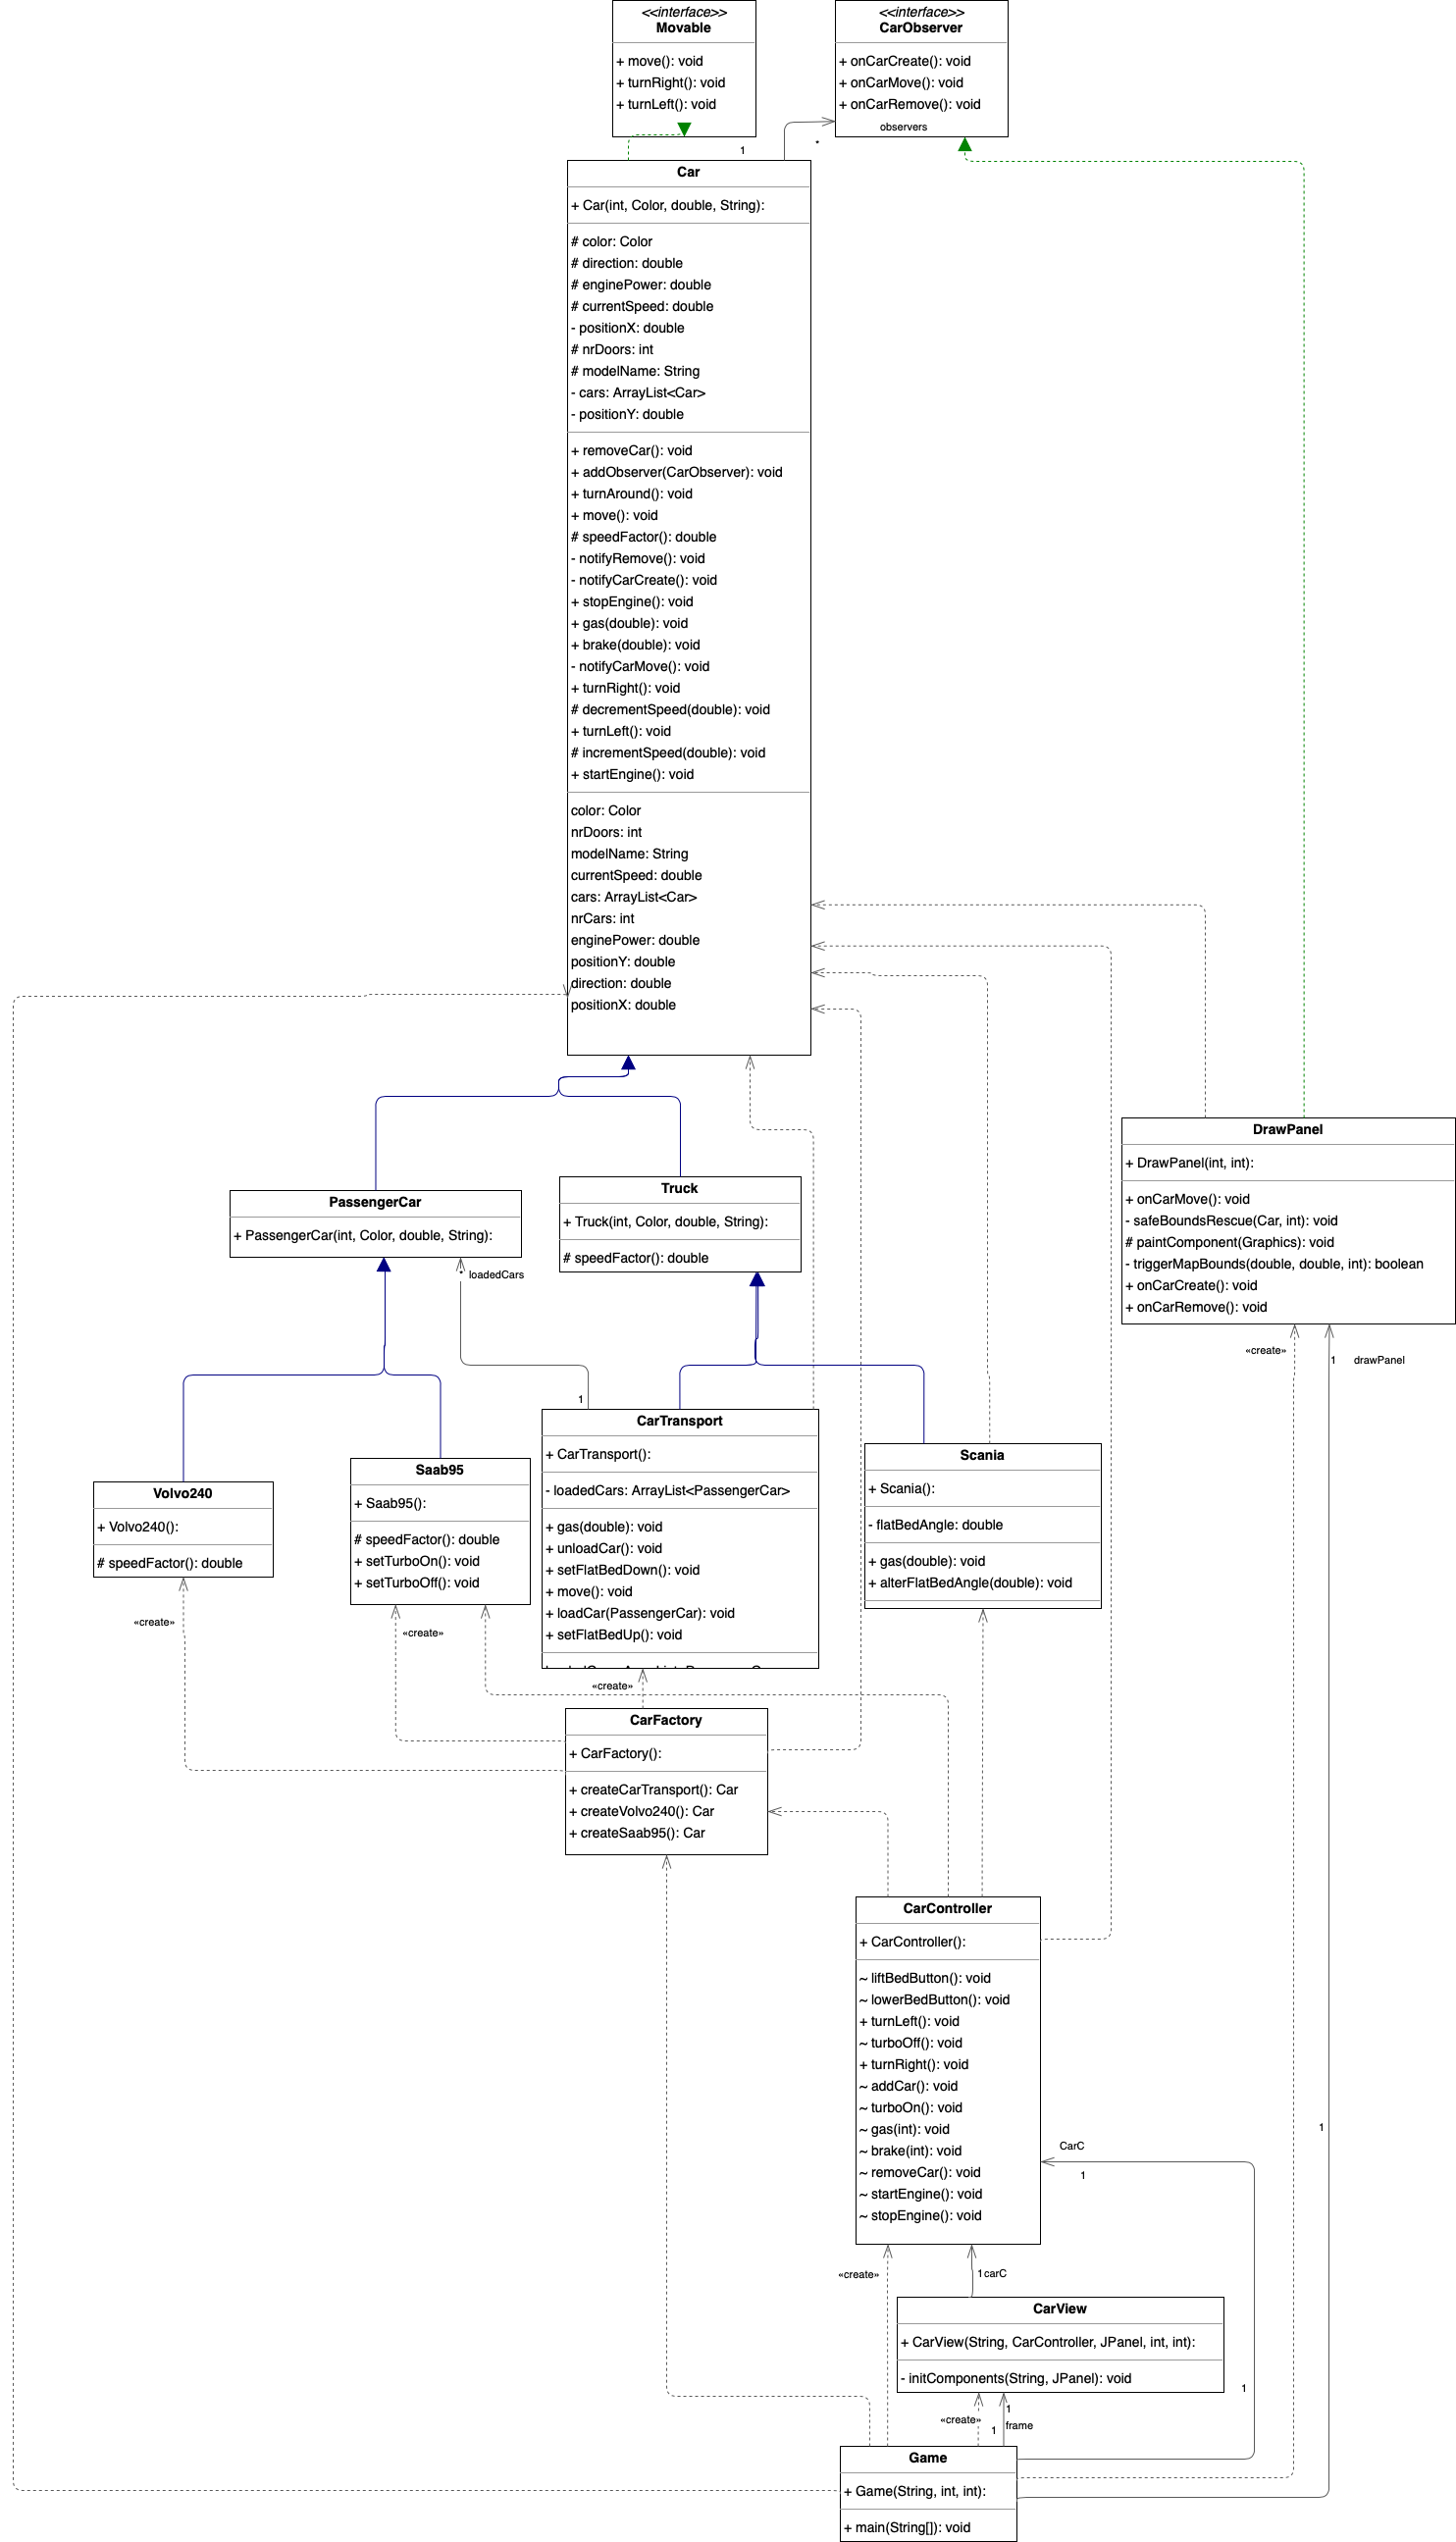 <<interface>>
Movable
+ move(): void
+ turnRight(): void
+ turnLeft(): void
<<interface>>
CarObserver
+ onCarCreate(): void
+ onCarMove(): void
+ onCarRemove(): void
observers
1
*
Car
+ Car(int, Color, double, String):
# color: Color
# direction: double
# enginePower: double
# currentSpeed: double
- positionX: double
# nrDoors: int
# modelName: String
- cars: ArrayList<Car>
- positionY: double
+ removeCar(): void
+ addObserver(CarObserver): void
+ turnAround(): void
+ move(): void
# speedFactor(): double
- notifyRemove(): void
- notifyCarCreate(): void
+ stopEngine(): void
+ gas(double): void
+ brake(double): void
- notifyCarMove(): void
+ turnRight(): void
# decrementSpeed(double): void
+ turnLeft(): void
# incrementSpeed(double): void
+ startEngine(): void
color: Color
nrDoors: int
modelName: String
currentSpeed: double
cars: ArrayList<Car>
nrCars: int
enginePower: double
positionY: double
direction: double
positionX: double
DrawPanel
+ DrawPanel(int, int):
+ onCarMove(): void
- safeBoundsRescue(Car, int): void
# paintComponent(Graphics): void
- triggerMapBounds(double, double, int): boolean
+ onCarCreate(): void
+ onCarRemove(): void
PassengerCar
+ PassengerCar(int, Color, double, String):
Truck
+ Truck(int, Color, double, String):
# speedFactor(): double
* loadedCars
1
«create»
1 drawPanel
Volvo240
+ Volvo240():
# speedFactor(): double
Saab95
+ Saab95():
# speedFactor(): double
+ setTurboOn(): void
+ setTurboOff(): void
CarTransport
+ CarTransport():
- loadedCars: ArrayList<PassengerCar>
+ gas(double): void
+ unloadCar(): void
+ setFlatBedDown(): void
+ move(): void
+ loadCar(PassengerCar): void
+ setFlatBedUp(): void
Scania
+ Scania():
- flatBedAngle: double
+ gas(double): void
+ alterFlatBedAngle(double): void
«create»
«create»
«create»
CarFactory
+ CarFactory():
+ createCarTransport(): Car
+ createVolvo240(): Car
+ createSaab95(): Car
CarController
+ CarController():
~ liftBedButton(): void
~ lowerBedButton(): void
+ turnLeft(): void
~ turboOff(): void
+ turnRight(): void
~ addCar(): void
~ turboOn(): void
~ gas(int): void
~ brake(int): void
~ removeCar(): void
~ startEngine(): void
~ stopEngine(): void
1
CarC
1
«create»
1 carC
CarView
+ CarView(String, CarController, JPanel, int, int):
- initComponents(String, JPanel): void
1
1
«create»
1 frame
Game
+ Game(String, int, int):
+ main(String[]): void